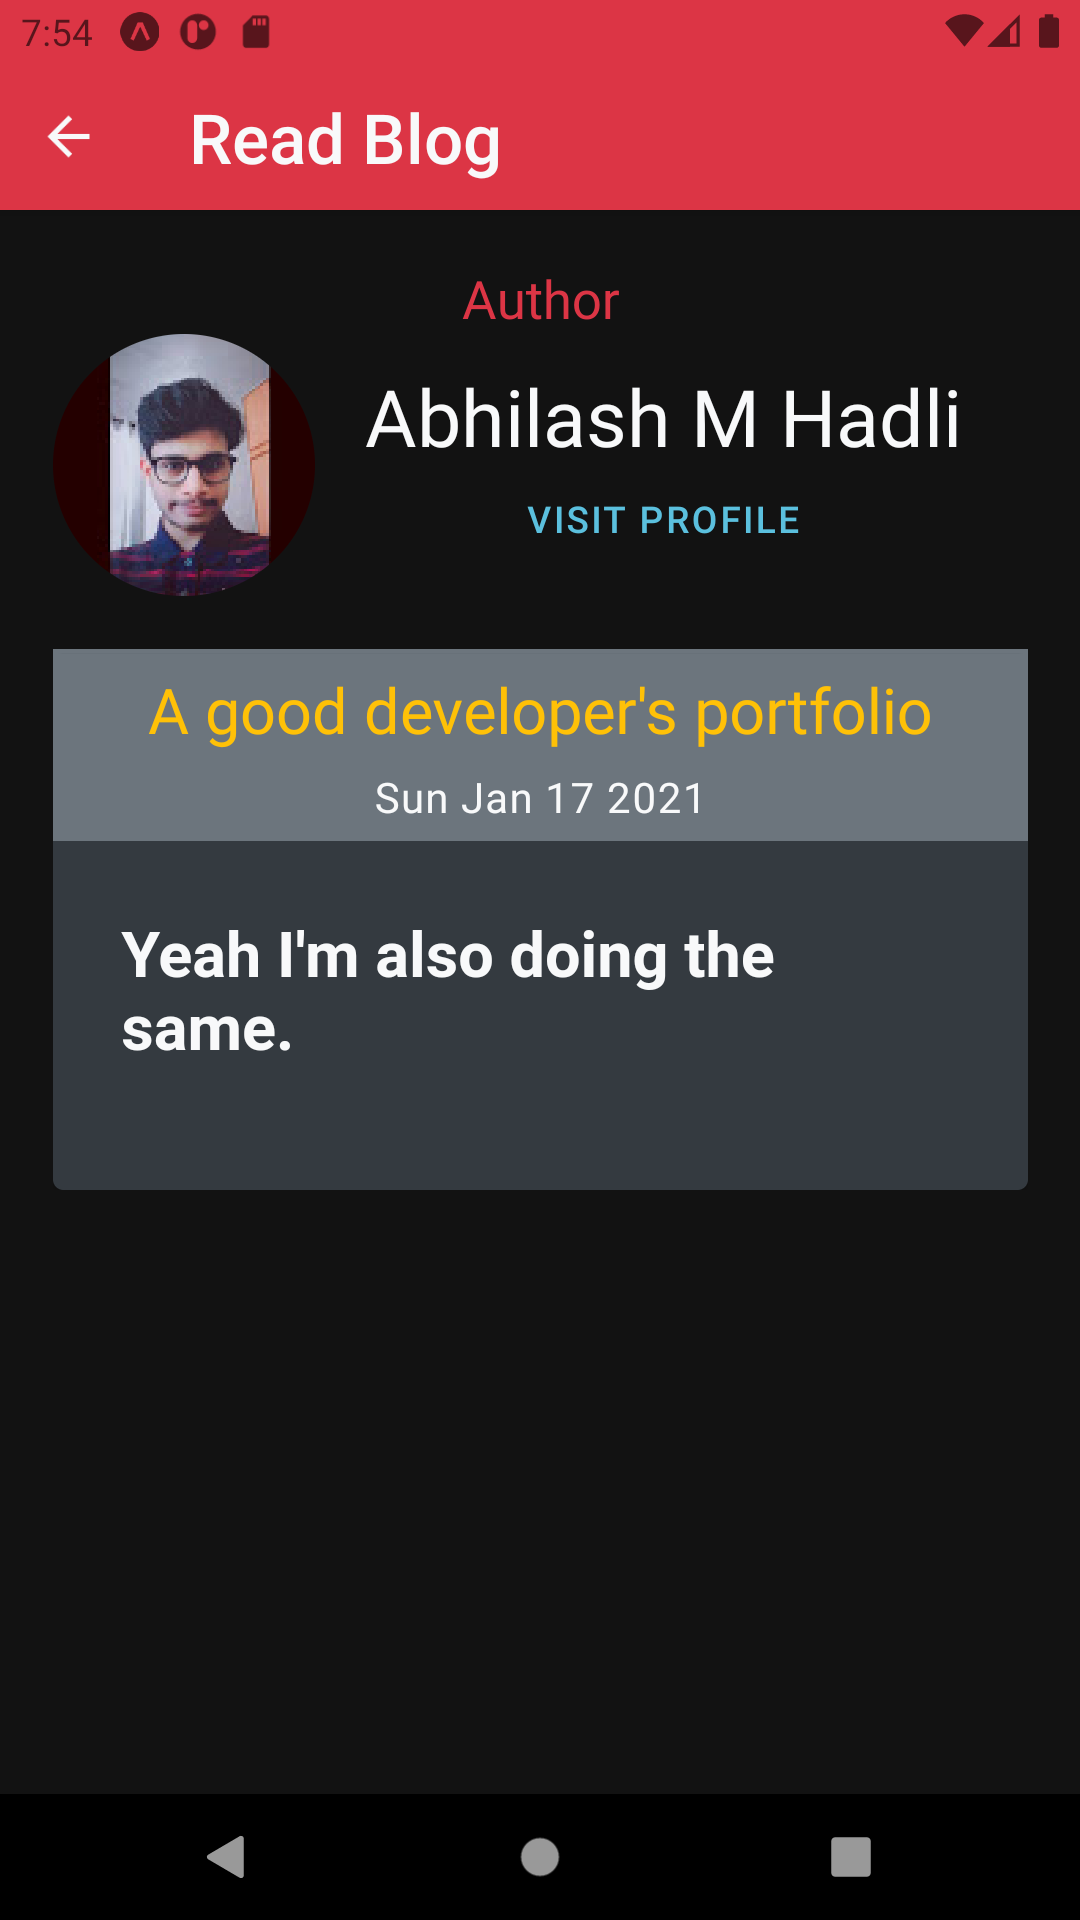 7:54
Read Blog
Author
Abhilash M Hadli
VISIT PROFILE
A good developer's portfolio
Sun Jan 17 2021
Yeah I'm also doing the
same.